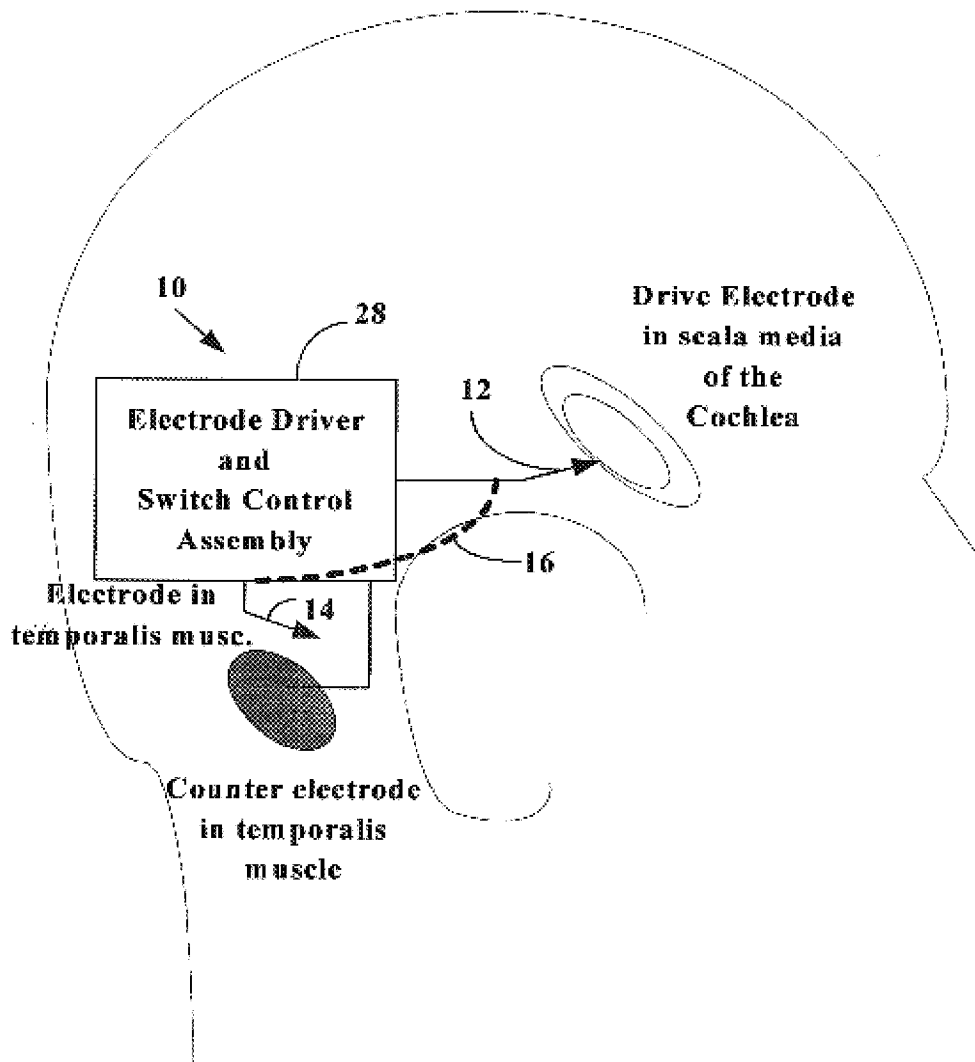 10
28
Drive Electrode
in scala media
of the
Cochlea
12
Electrode Driver
and
Switch Control
Assembly
16
Electrode in
temporalis musc.
14
Counter electrode
in temporalis
muscle